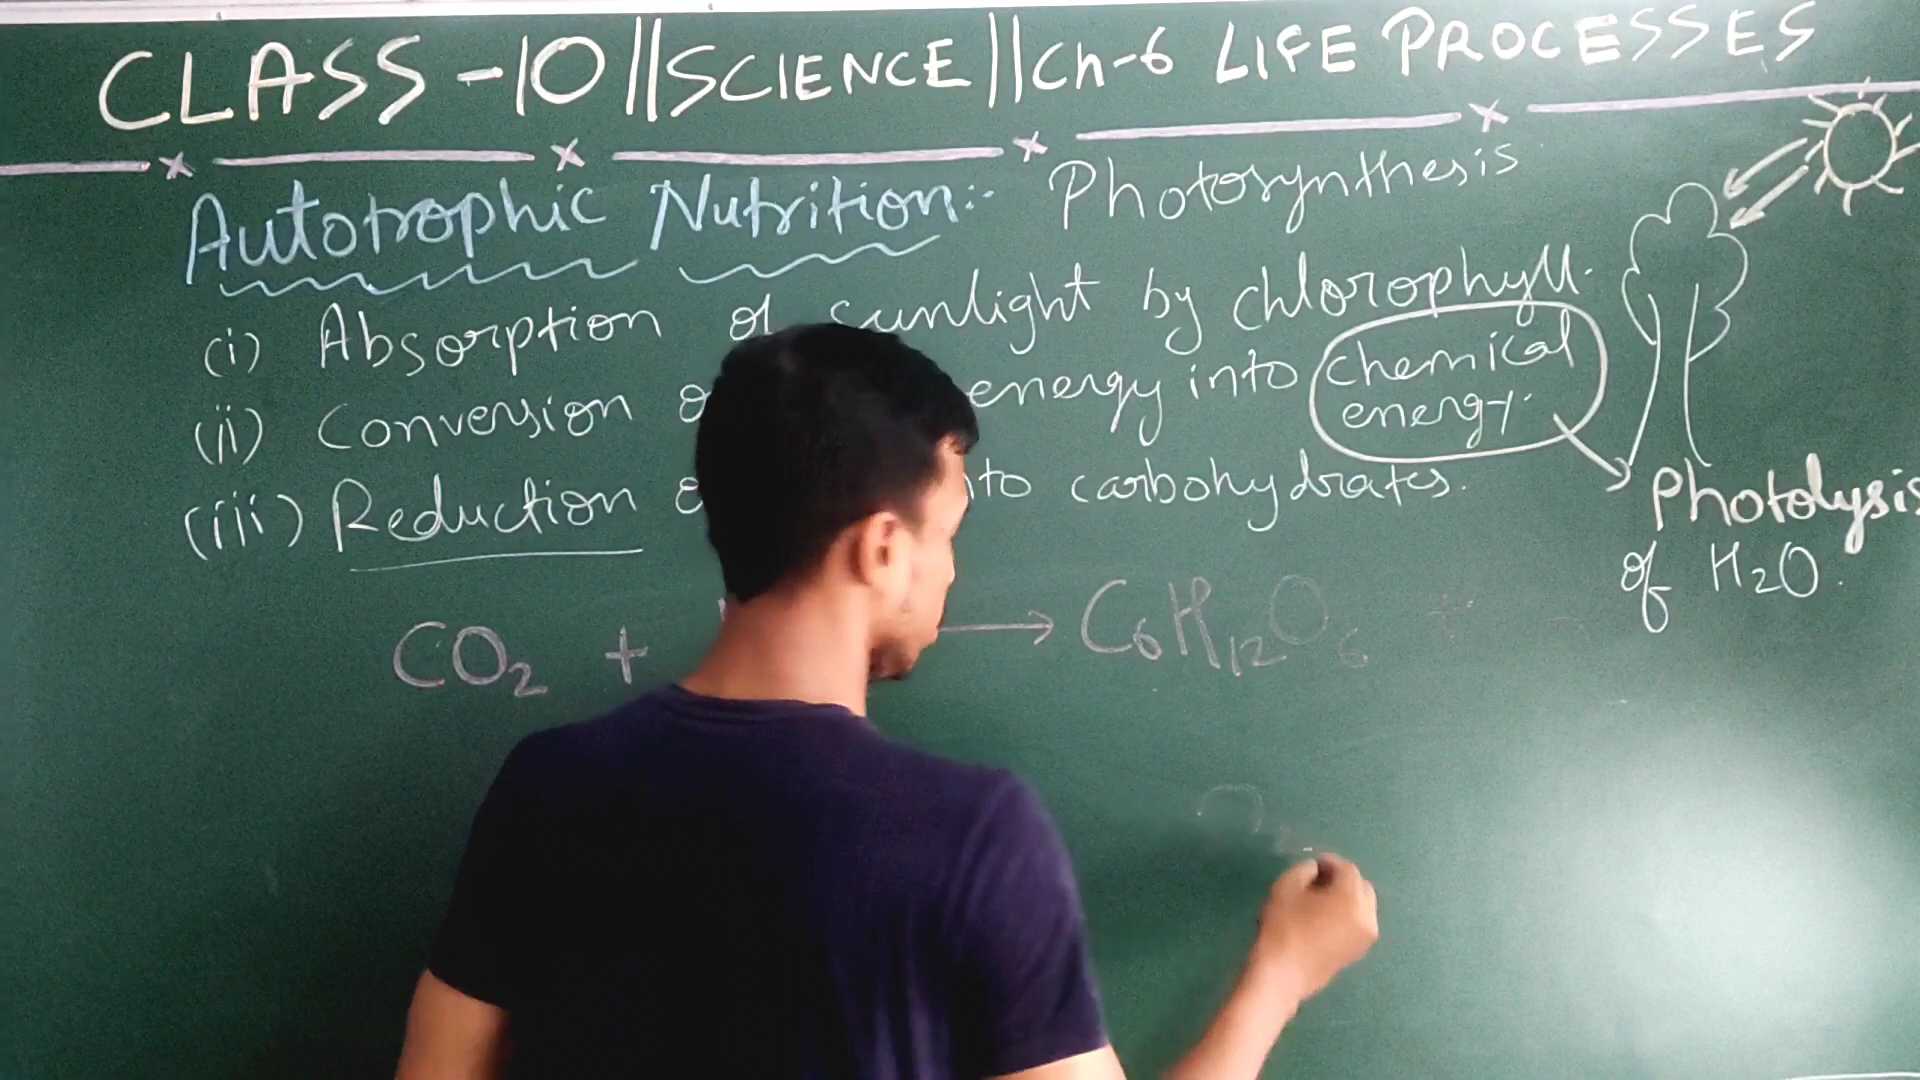 CLASS-10||SCIENCE||Ch-6 LIFE PROCESSES
Autotrophic Nutrition:- Photosynthesis
(i) Absorption of sunlight by chlorophyll.
(ii) Conversion energy into chemical energy.
(iii) Reduction carbohydrates.
Photolysis
of H₂O.
CO₂ + → C₆H₁₂O₆ +